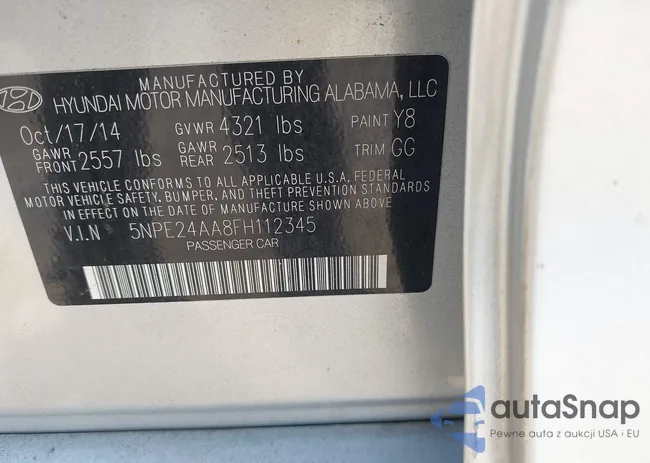 MANUFACTURED BY
HYUNDAI MOTOR MANUFACTURING ALABAMA, LLC
Oct/17/14 GVWR 4321 lbs PAINT Y8
GAWR FRONT 2557 lbs GAWR REAR 2513 lbs TRIM GG
THIS VEHICLE CONFORMS TO ALL APPLICABLE U.S.A. FEDERAL
MOTOR VEHICLE SAFETY, BUMPER, AND THEFT PREVENTION STANDARDS
IN EFFECT ON THE DATE OF MANUFACTURE SHOWN ABOVE
V.I.N 5NPE24AA8FH112345
PASSENGER CAR
autaSnap
Pewne auta z aukcji USA i EU